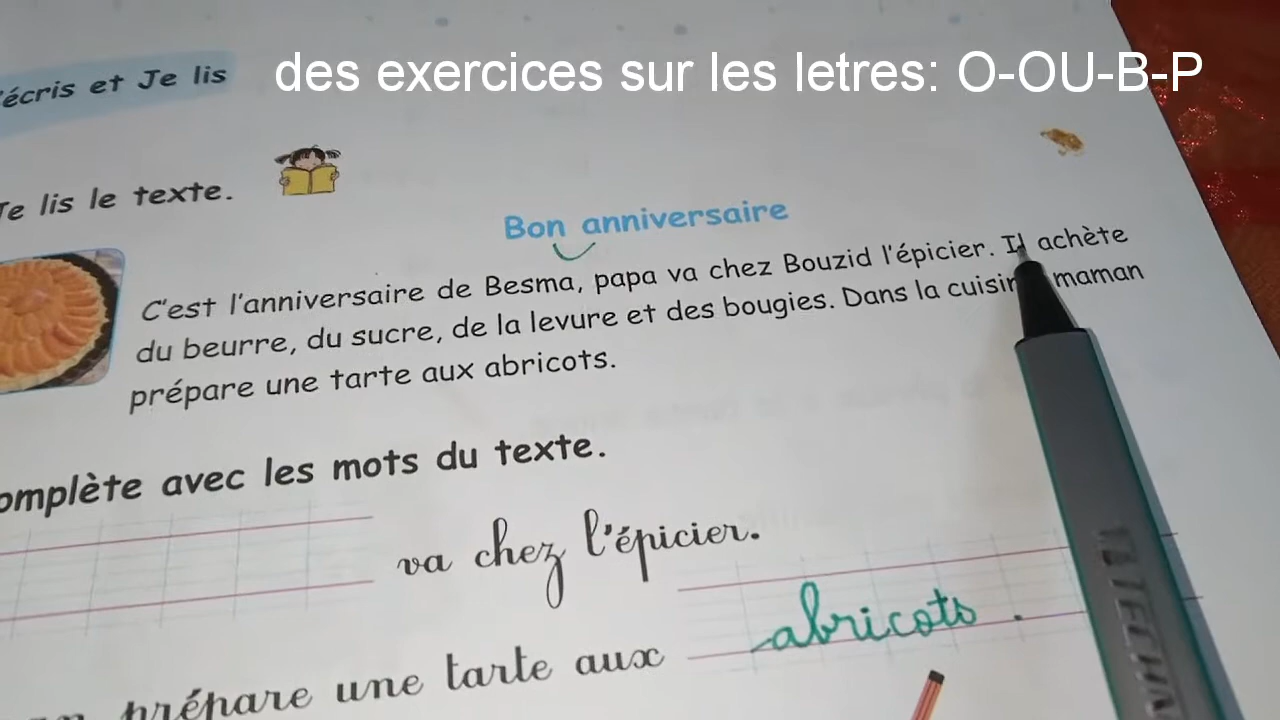 des exercices sur les letres: O-OU-B-P
écris et Je lis
Je lis le texte.
Bon anniversaire
C'est l'anniversaire de Besma, papa va chez Bouzid l'épicier. Il achète
du beurre, du sucre, de la levure et des bougies. Dans la cuisin maman
prépare une tarte aux abricots.
omplète avec les mots du texte.
va chez l'épicier.
abricots.
prépare une tarte aux